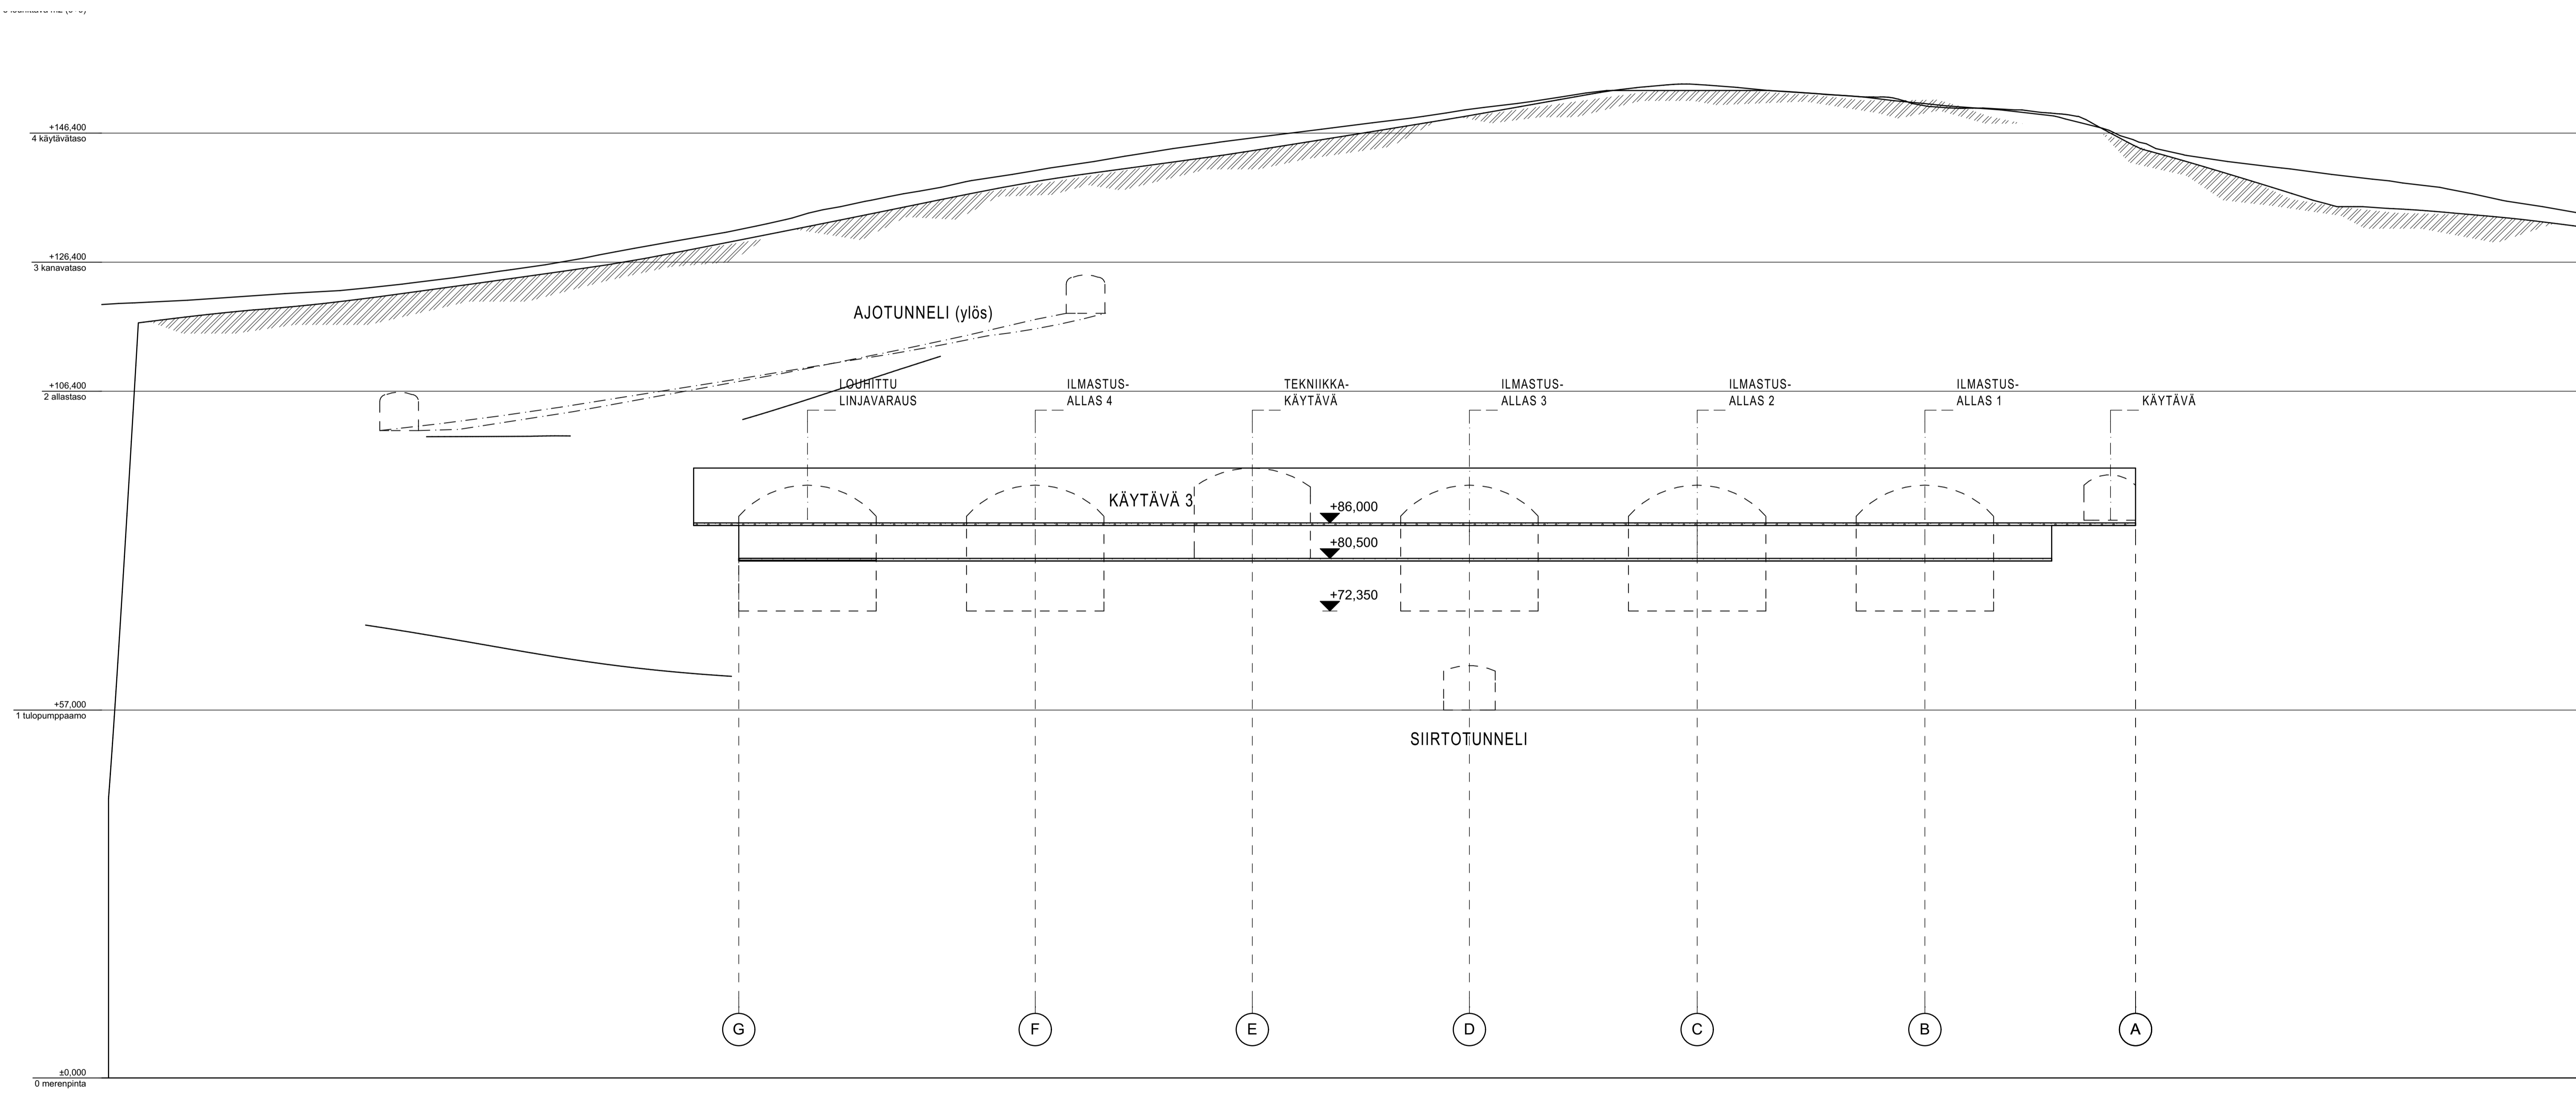 +146,400
4 käytävätaso
+126,400
3 kanavataso
AJOTUNNELI (ylös)
+106,400
2 allastaso
LOUHITTU
LINJAVARAUS
ILMASTUS-
ALLAS 4
TEKNIIKKA-
KÄYTÄVÄ
ILMASTUS-
ALLAS 3
ILMASTUS-
ALLAS 2
ILMASTUS-
ALLAS 1
KÄYTÄVÄ
KÄYTÄVÄ 3
+86,000
+80,500
+72,350
+57,000
1 tulopumppaamo
SIIRTOTUNNELI
G
F
E
D
C
B
A
±0,000
0 merenpinta